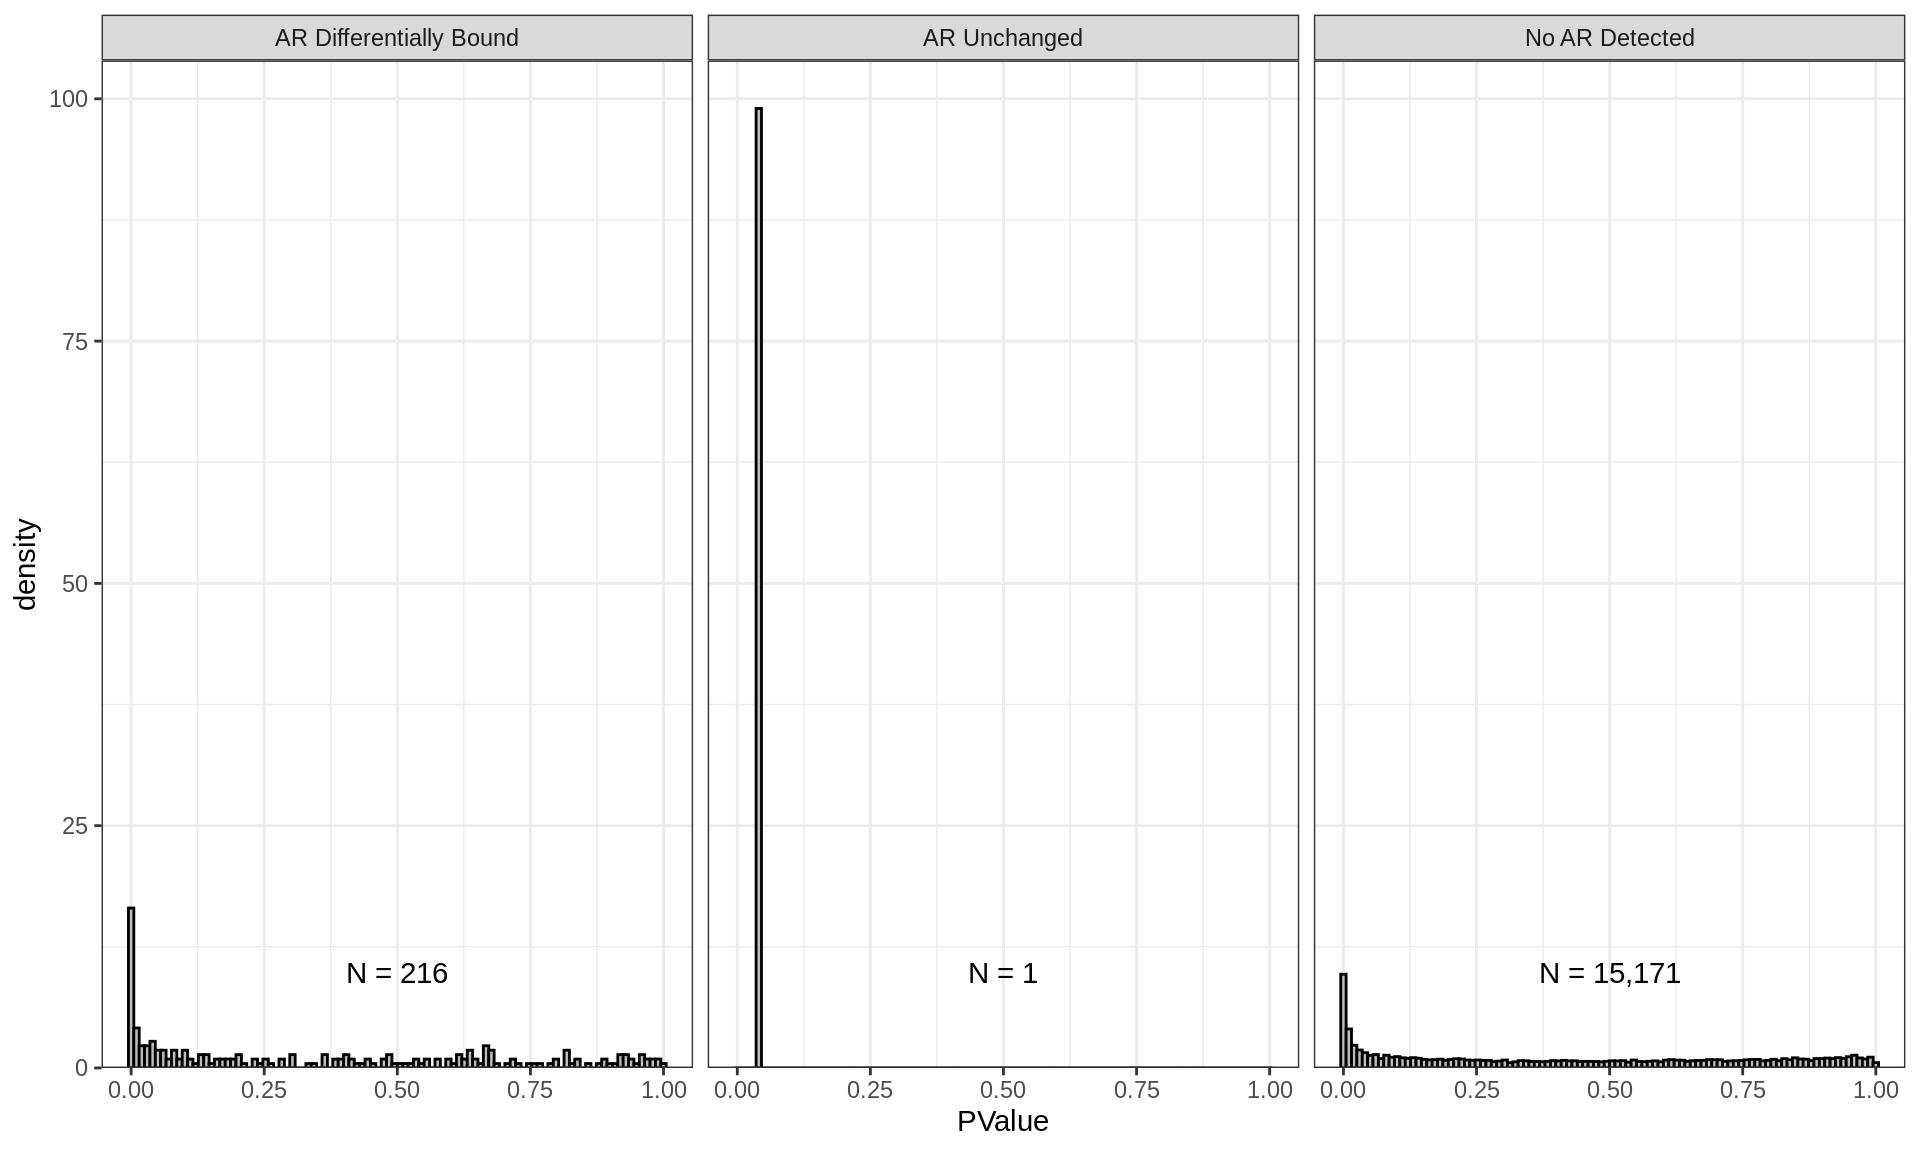 AR Differentially Bound
AR Unchanged
No AR Detected
100
75
50
25
0
density
N = 216
N = 1
N = 15,171
0.00 0.25 0.50 0.75 1.00
0.00 0.25 0.50 0.75 1.00
0.00 0.25 0.50 0.75 1.00
PValue